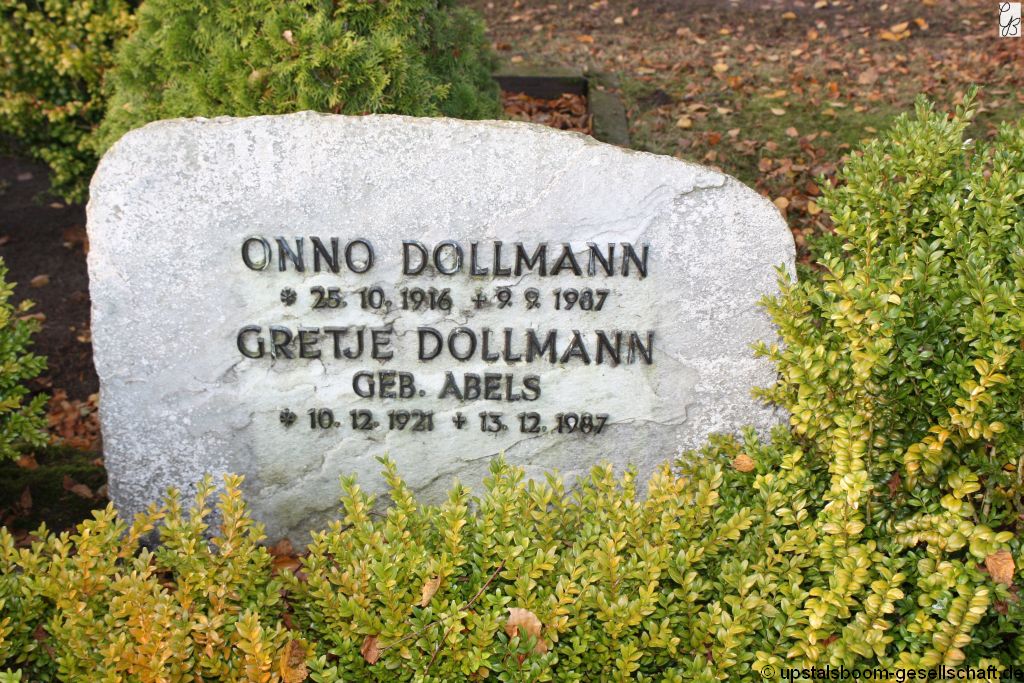 ONNO DOLLMANN
* 25. 10. 1916 + 9. 9. 1987
GRETJE DOLLMANN
GEB. ABELS
* 10. 12. 1921 + 13. 12. 1987
© upstalsboom-gesellschaft.de